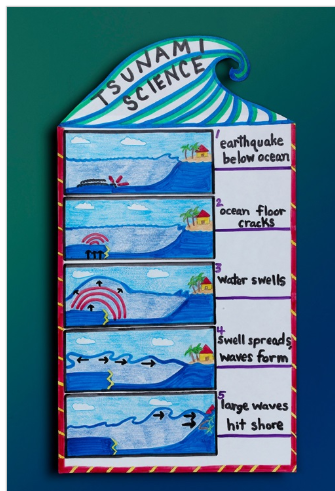 TSUNAMI
SCIENCE
1
earthquake
below ocean
2
ocean floor
cracks
3
water swells
4
swell spreads
waves form
5
large waves
hit shore